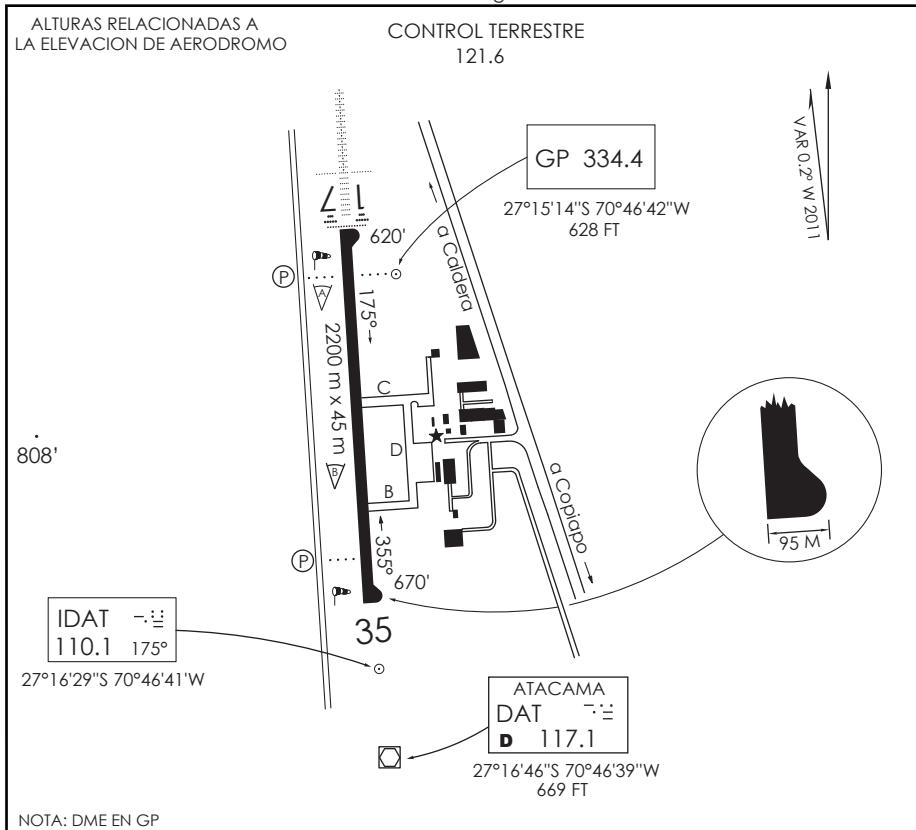 ALTURAS RELACIONADAS A
LA ELEVACION DE AERODROMO
CONTROL TERRESTRE
121.6
VAR 0.2° W 2011
GP 334.4
27°15'14"S 70°46'42"W
628 FT
17
620'
P
A
175°
a Caldera
2200 m x 45 m
C
D
808'
B
B
a Copiapo
95 M
355°
P
670'
35
IDAT
110.1 175°
27°16'29"S 70°46'41"W
ATACAMA
DAT
D 117.1
27°16'46"S 70°46'39"W
669 FT
NOTA: DME EN GP